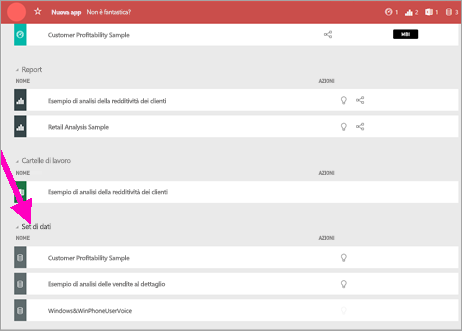 Nuova app Non è fantastica? 1 2 1 3
Customer Profitability Sample MBI
Report
NOME AZIONI
Esempio di analisi della redditività dei clienti
Retail Analysis Sample
Cartelle di lavoro
NOME AZIONI
Esempio di analisi della redditività dei clienti
Set di dati
NOME AZIONI
Customer Profitability Sample
Esempio di analisi delle vendite al dettaglio
Windows&WinPhoneUserVoice